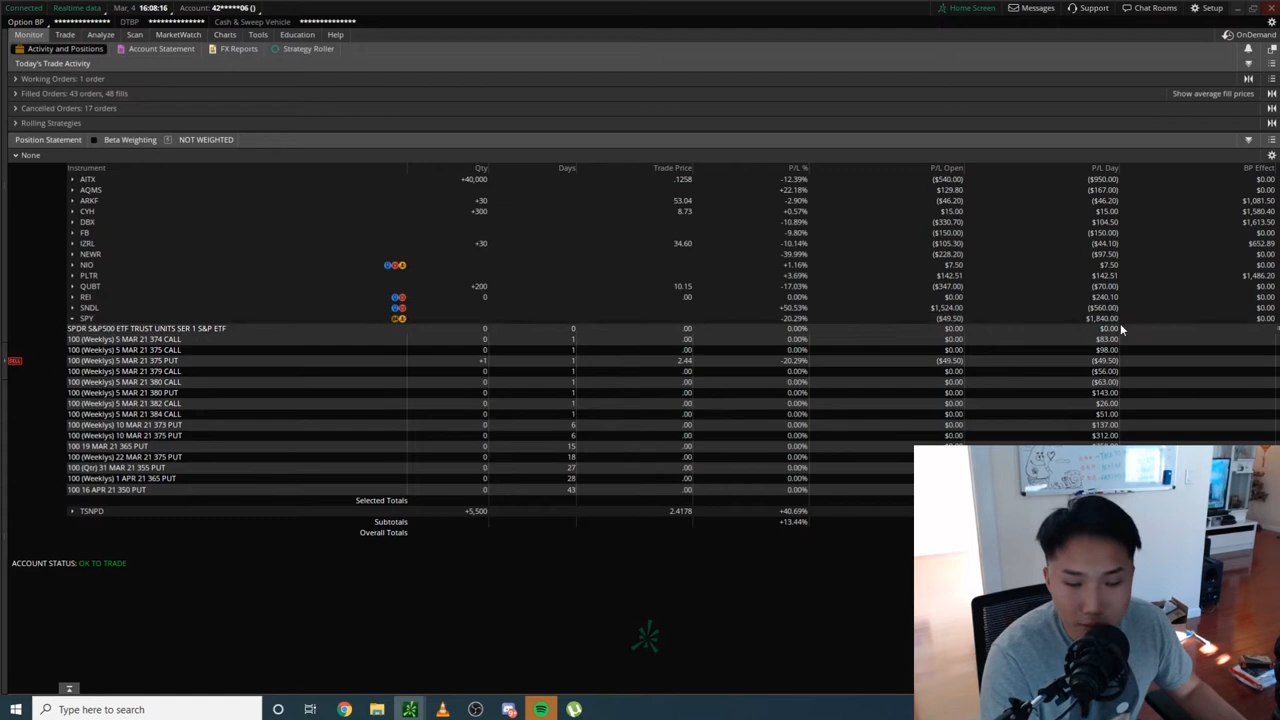 Connected Realtime data Mar, 4 16:08:16 Account: 42*****06 () Home Screen Messages Support Chat Rooms Setup
Option BP ************** DTBP ************** Cash & Sweep Vehicle **************
Monitor Trade Analyze Scan MarketWatch Charts Tools Education Help OnDemand
Activity and Positions Account Statement FX Reports Strategy Roller
Today's Trade Activity
Working Orders: 1 order
Filled Orders: 43 orders, 48 fills Show average fill prices
Cancelled Orders: 17 orders
Rolling Strategies
Position Statement Beta Weighting NOT WEIGHTED
None
Instrument Qty Days Trade Price P/L % P/L Open P/L Day BP Effect
AITX +40,000 .1258 -12.39% ($540.00) ($950.00) $0.00
AQMS +22.18% $129.80 ($167.00) $0.00
ARKF +30 53.04 -2.90% ($46.20) ($46.20) $1,081.50
CYH +300 8.73 +0.57% $15.00 $15.00 $1,580.40
DBX -10.89% ($330.70) $104.50 $1,613.50
FB -9.80% ($150.00) ($150.00) $0.00
IZRL +30 34.60 -10.14% ($105.30) ($44.10) $652.89
NEWR -39.99% ($228.20) ($97.50) $0.00
NIO +1.16% $7.50 $7.50 $0.00
PLTR +3.69% $142.51 $142.51 $1,486.20
QUBT +200 10.15 -17.03% ($347.00) ($70.00) $0.00
REI 0 .00 0.00% $0.00 $240.10 $0.00
SNDL +50.53% $1,524.00 ($560.00) $0.00
SPY -20.29% ($49.50) $1,840.00 $0.00
SPDR S&P500 ETF TRUST UNITS SER 1 S&P ETF 0 0 .00 0.00% $0.00 $0.00
100 (Weeklys) 5 MAR 21 374 CALL 0 1 .00 0.00% $0.00 $83.00
100 (Weeklys) 5 MAR 21 375 CALL 0 1 .00 0.00% $0.00 $98.00
SELL 100 (Weeklys) 5 MAR 21 375 PUT +1 1 2.44 -20.29% ($49.50) ($49.50)
100 (Weeklys) 5 MAR 21 379 CALL 0 1 .00 0.00% $0.00 ($56.00)
100 (Weeklys) 5 MAR 21 380 CALL 0 1 .00 0.00% $0.00 ($63.00)
100 (Weeklys) 5 MAR 21 380 PUT 0 1 .00 0.00% $0.00 $143.00
100 (Weeklys) 5 MAR 21 382 CALL 0 1 .00 0.00% $0.00 $26.00
100 (Weeklys) 5 MAR 21 384 CALL 0 1 .00 0.00% $0.00 $51.00
100 (Weeklys) 10 MAR 21 373 PUT 0 6 .00 0.00% $0.00 $137.00
100 (Weeklys) 10 MAR 21 375 PUT 0 6 .00 0.00% $0.00 $312.00
100 19 MAR 21 365 PUT 0 15 .00 0.00%
100 (Weeklys) 22 MAR 21 375 PUT 0 18 .00 0.00%
100 (Qtr) 31 MAR 21 355 PUT 0 27 .00 0.00%
100 (Weeklys) 1 APR 21 365 PUT 0 28 .00 0.00%
100 16 APR 21 350 PUT 0 43 .00 0.00%
Selected Totals
TSNPD +5,500 2.4178 +40.69%
Subtotals +13.44%
Overall Totals
ACCOUNT STATUS: OK TO TRADE
Type here to search